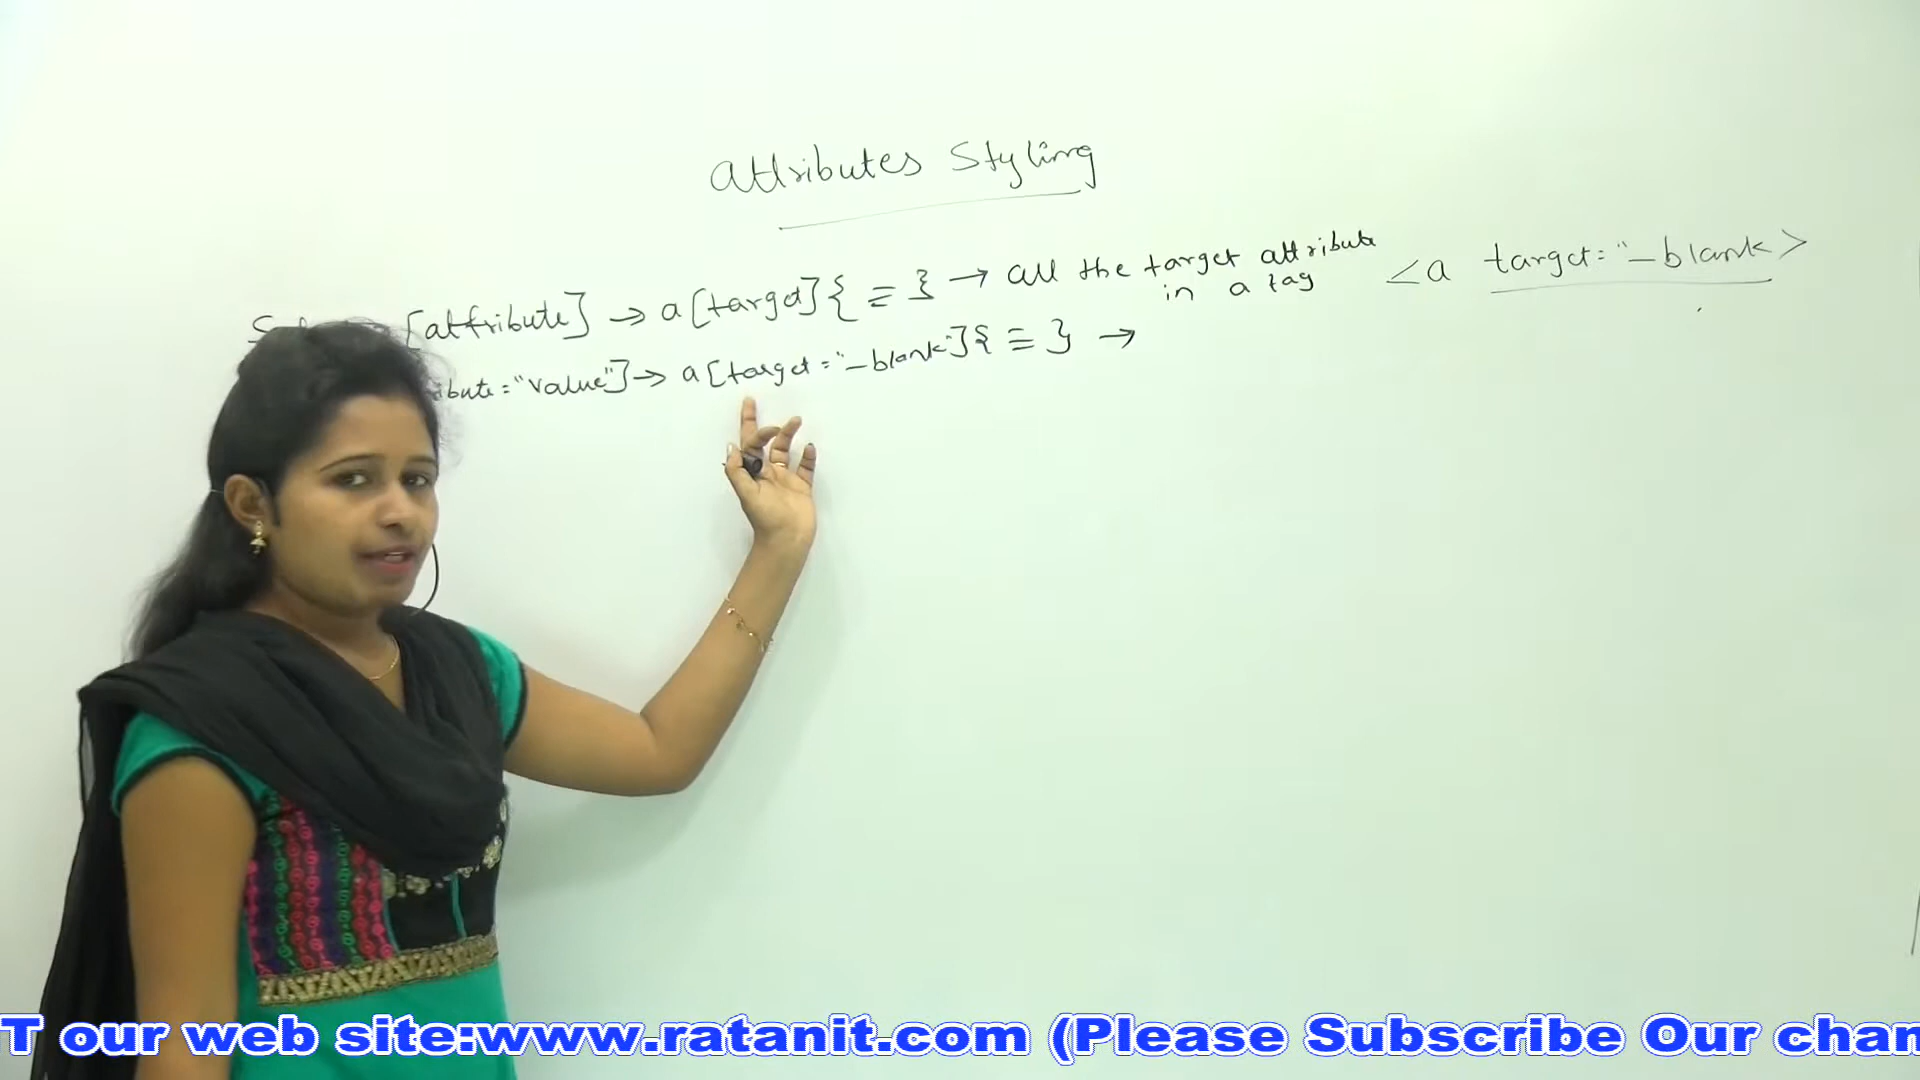 Attributes Styling
[attribute] → a[target]{ = } → all the target attribute in a tag <a target="_blank>
ribute="value"] → a[target="_blank"]{ ≡ } →
T our web site:www.ratanit.com (Please Subscribe Our chan